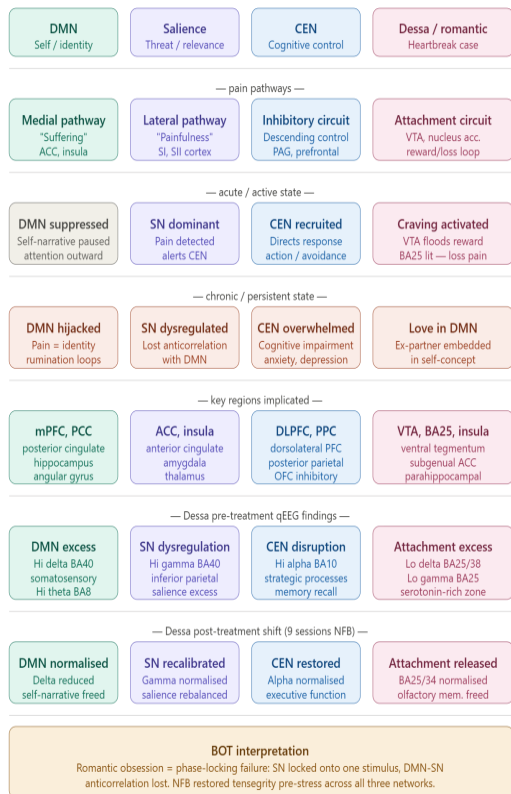 DMN
Self / identity
Salience
Threat / relevance
CEN
Cognitive control
Dessa / romantic
Heartbreak case
— pain pathways —
Medial pathway
"Suffering"
ACC, insula
Lateral pathway
"Painfulness"
SI, SII cortex
Inhibitory circuit
Descending control
PAG, prefrontal
Attachment circuit
VTA, nucleus acc.
reward/loss loop
— acute / active state —
DMN suppressed
Self-narrative paused
attention outward
SN dominant
Pain detected
alerts CEN
CEN recruited
Directs response
action / avoidance
Craving activated
VTA floods reward
BA25 lit — loss pain
— chronic / persistent state —
DMN hijacked
Pain = identity
rumination loops
SN dysregulated
Lost anticorrelation
with DMN
CEN overwhelmed
Cognitive impairment
anxiety, depression
Love in DMN
Ex-partner embedded
in self-concept
— key regions implicated —
mPFC, PCC
posterior cingulate
hippocampus
angular gyrus
ACC, insula
anterior cingulate
amygdala
thalamus
DLPFC, PPC
dorsolateral PFC
posterior parietal
OFC inhibitory
VTA, BA25, insula
ventral tegmentum
subgenual ACC
parahippocampal
— Dessa pre-treatment qEEG findings —
DMN excess
Hi delta BA40
somatosensory
Hi theta BA8
SN dysregulation
Hi gamma BA40
inferior parietal
salience excess
CEN disruption
Hi alpha BA10
strategic processes
memory recall
Attachment excess
Lo delta BA25/38
Lo gamma BA25
serotonin-rich zone
— Dessa post-treatment shift (9 sessions NFB) —
DMN normalised
Delta reduced
self-narrative freed
SN recalibrated
Gamma normalised
salience rebalanced
CEN restored
Alpha normalised
executive function
Attachment released
BA25/34 normalised
olfactory mem. freed
BOT interpretation
Romantic obsession = phase-locking failure: SN locked onto one stimulus, DMN-SN
anticorrelation lost. NFB restored tensegrity pre-stress across all three networks.